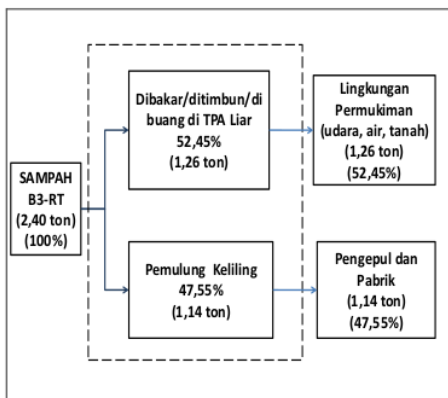 SAMPAH
B3-RT
(2,40 ton)
(100%)
Dibakar/ditimbun/di
buang di TPA Liar
52,45%
(1,26 ton)
Lingkungan
Permukiman
(udara, air, tanah)
(1,26 ton)
(52,45%)
Pemulung Keliling
47,55%
(1,14 ton)
Pengepul dan
Pabrik
(1,14 ton)
(47,55%)